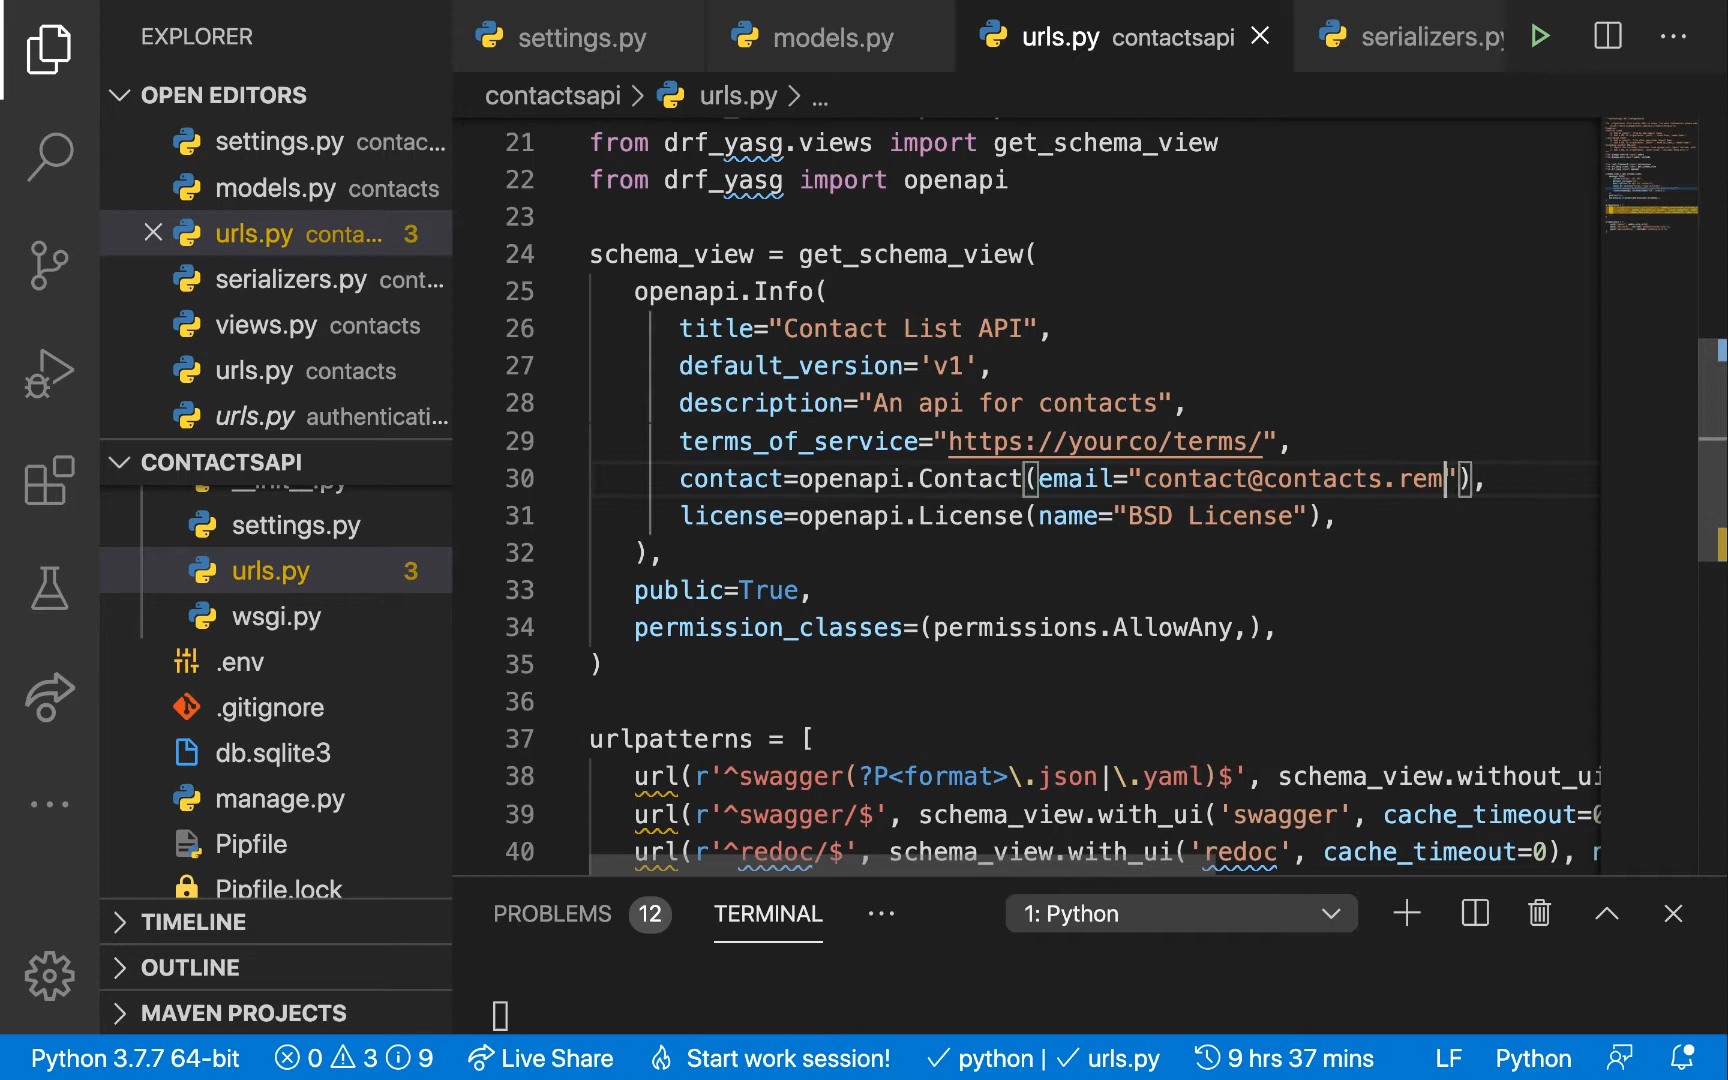 EXPLORER
OPEN EDITORS
settings.py contac...
models.py contacts
urls.py conta... 3
serializers.py cont...
views.py contacts
urls.py contacts
urls.py authenticati...
CONTACTSAPI
__init__.py
settings.py
urls.py 3
wsgi.py
.env
.gitignore
db.sqlite3
manage.py
Pipfile
Pipfile.lock
TIMELINE
OUTLINE
MAVEN PROJECTS
settings.py models.py urls.py contactsapi serializers.py
contactsapi > urls.py > ...
21 from drf_yasg.views import get_schema_view
22 from drf_yasg import openapi
23
24 schema_view = get_schema_view(
25 openapi.Info(
26 title="Contact List API",
27 default_version='v1',
28 description="An api for contacts",
29 terms_of_service="https://yourco/terms/",
30 contact=openapi.Contact(email="contact@contacts.rem"),
31 license=openapi.License(name="BSD License"),
32 ),
33 public=True,
34 permission_classes=(permissions.AllowAny,),
35 )
36
37 urlpatterns = [
38 url(r'^swagger(?P<format>\.json|\.yaml)$', schema_view.without_ui
39 url(r'^swagger/$', schema_view.with_ui('swagger', cache_timeout=0
40 url(r'^redoc/$', schema_view.with_ui('redoc', cache_timeout=0), r
PROBLEMS 12 TERMINAL ... 1: Python
Python 3.7.7 64-bit 0 3 9 Live Share Start work session! python | urls.py 9 hrs 37 mins LF Python